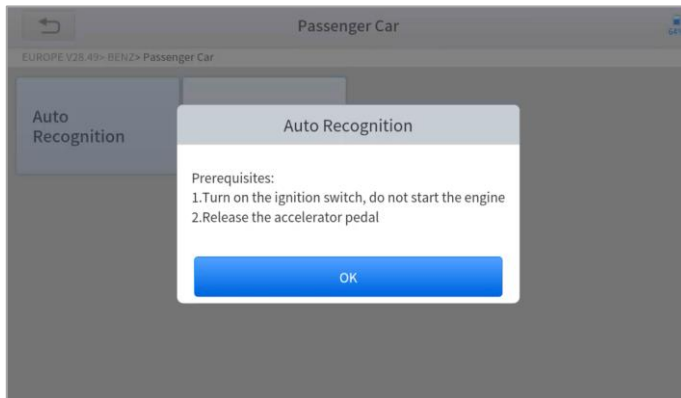 Passenger Car
64%
EUROPE V28.49> BENZ> Passenger Car
Auto
Recognition
Auto Recognition
Prerequisites:
1.Turn on the ignition switch, do not start the engine
2.Release the accelerator pedal
OK